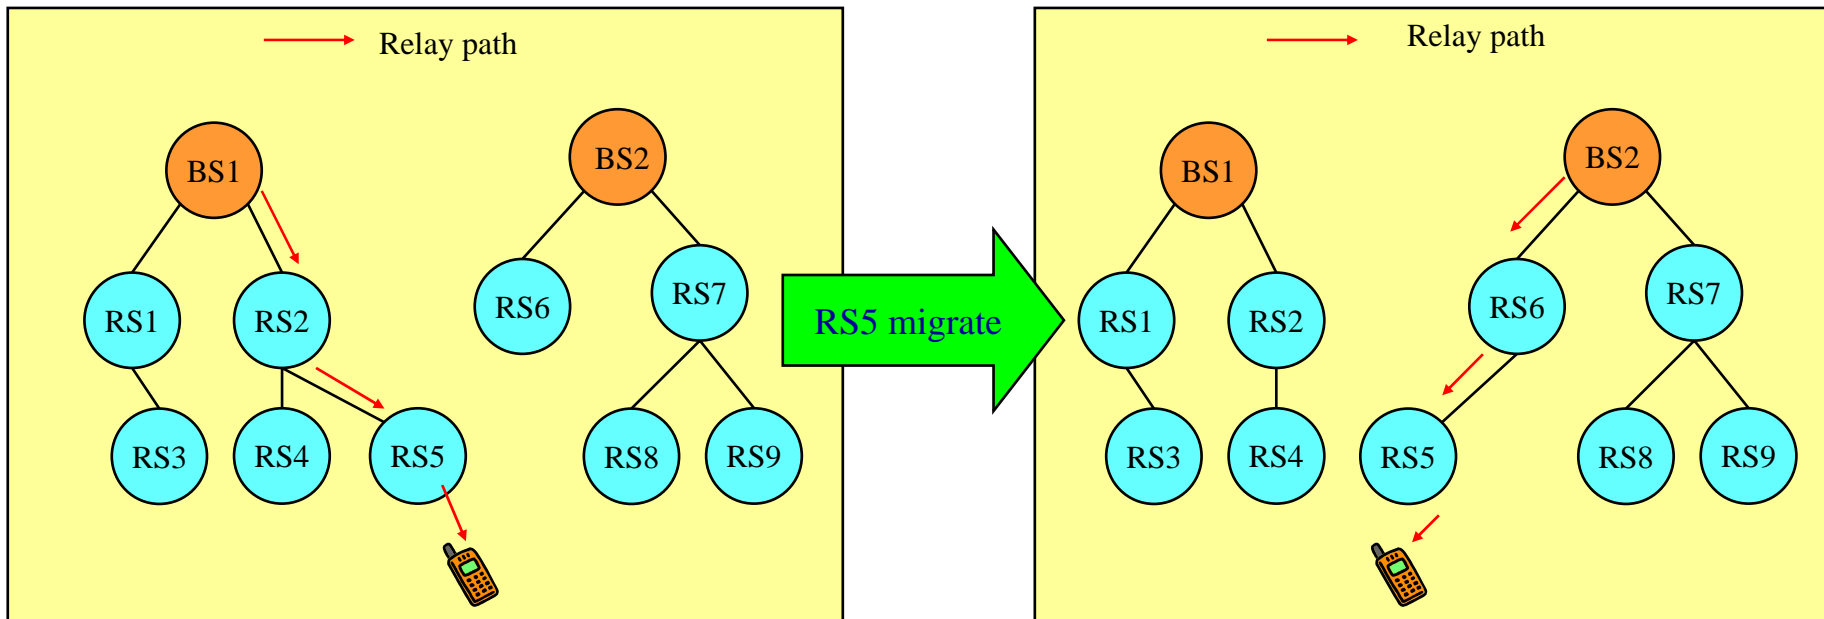 Relay path
BS1
BS2
RS1
RS2
RS6
RS7
RS3
RS4
RS5
RS8
RS9
RS5 migrate
Relay path
BS1
BS2
RS1
RS2
RS6
RS7
RS3
RS4
RS5
RS8
RS9